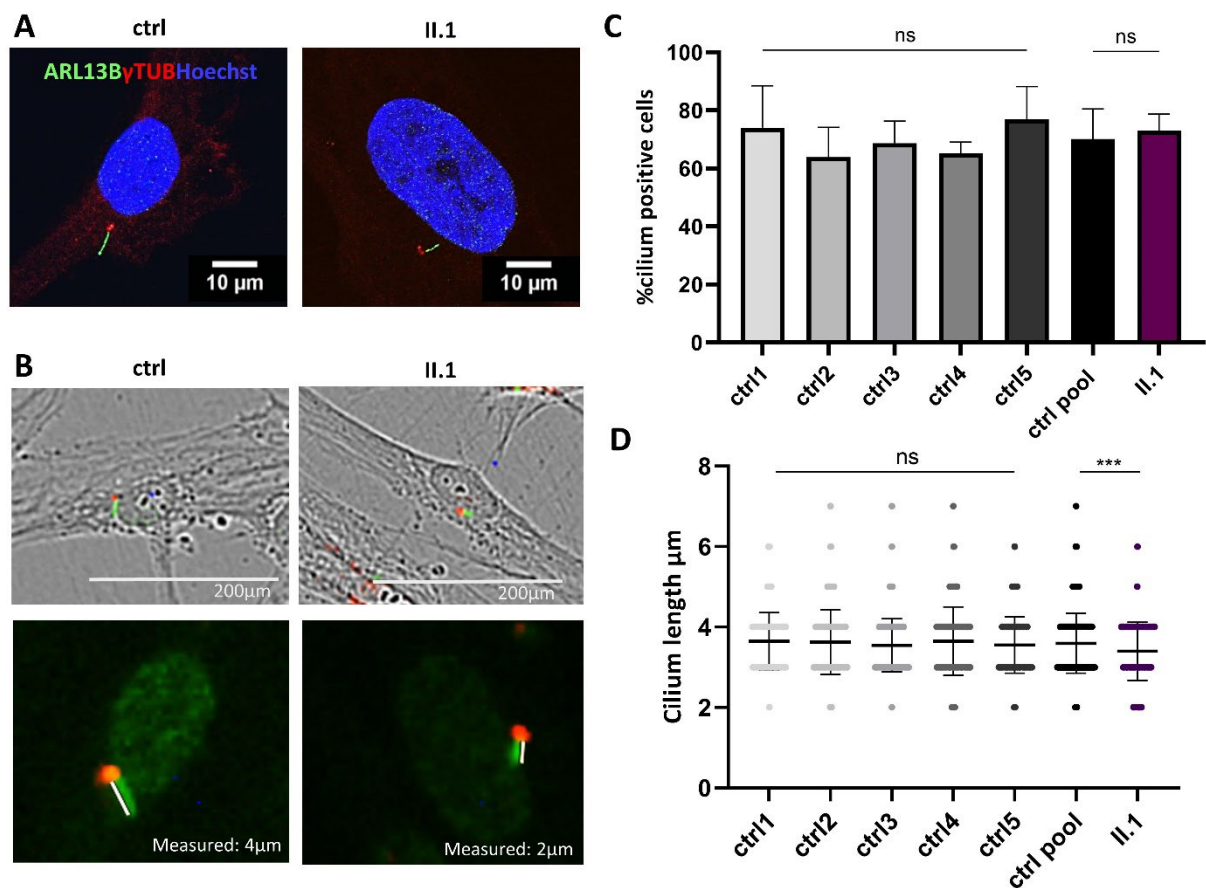 A
ctrl
II.1
ARL13BγTUBHoechst
10 µm
10 µm
B
ctrl
II.1
200µm
200µm
Measured: 4µm
Measured: 2µm
C
ns
ns
%cilium positive cells
100
80
60
40
20
0
ctrl1
ctrl2
ctrl3
ctrl4
ctrl5
ctrl pool
II.1
D
ns
***
Cilium length µm
8
6
4
2
0
ctrl1
ctrl2
ctrl3
ctrl4
ctrl5
ctrl pool
II.1